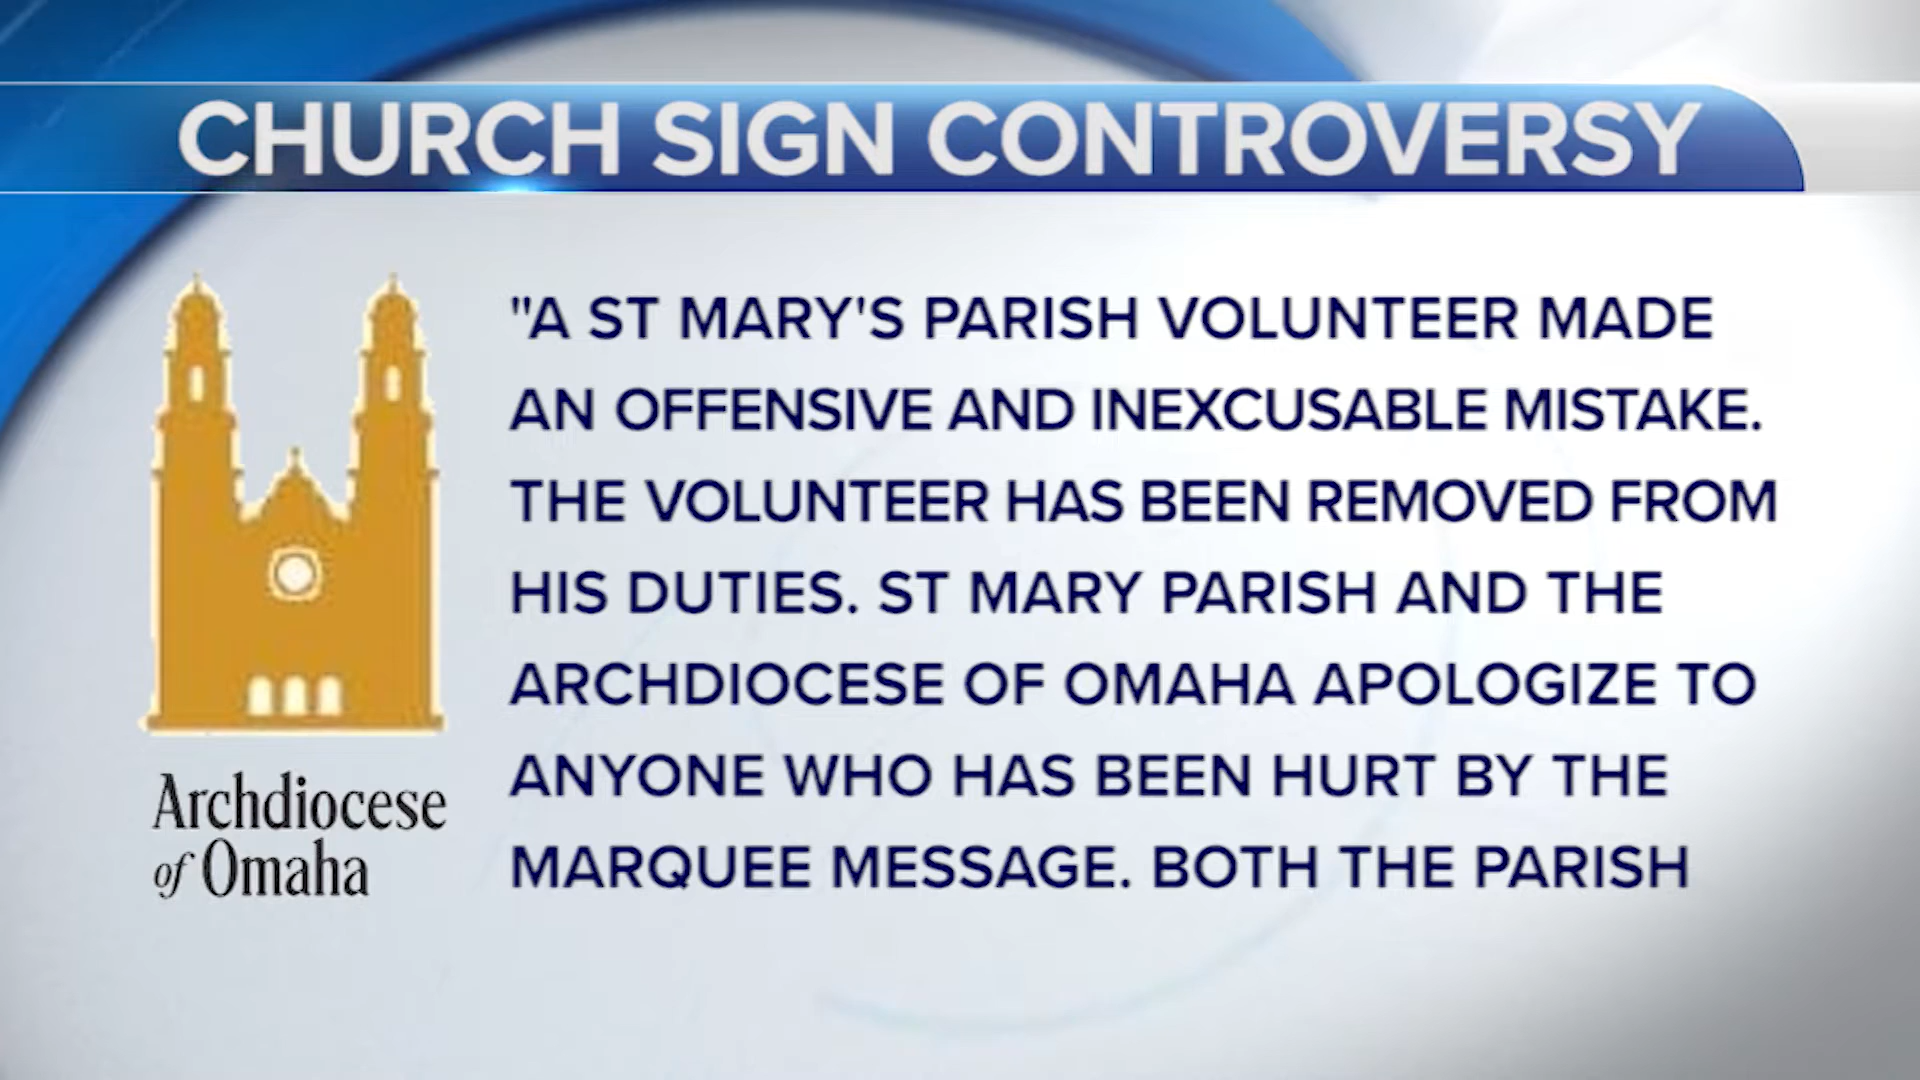 CHURCH SIGN CONTROVERSY
"A ST MARY'S PARISH VOLUNTEER MADE
AN OFFENSIVE AND INEXCUSABLE MISTAKE.
THE VOLUNTEER HAS BEEN REMOVED FROM
HIS DUTIES. ST MARY PARISH AND THE
ARCHDIOCESE OF OMAHA APOLOGIZE TO
ANYONE WHO HAS BEEN HURT BY THE
MARQUEE MESSAGE. BOTH THE PARISH
Archdiocese
of Omaha